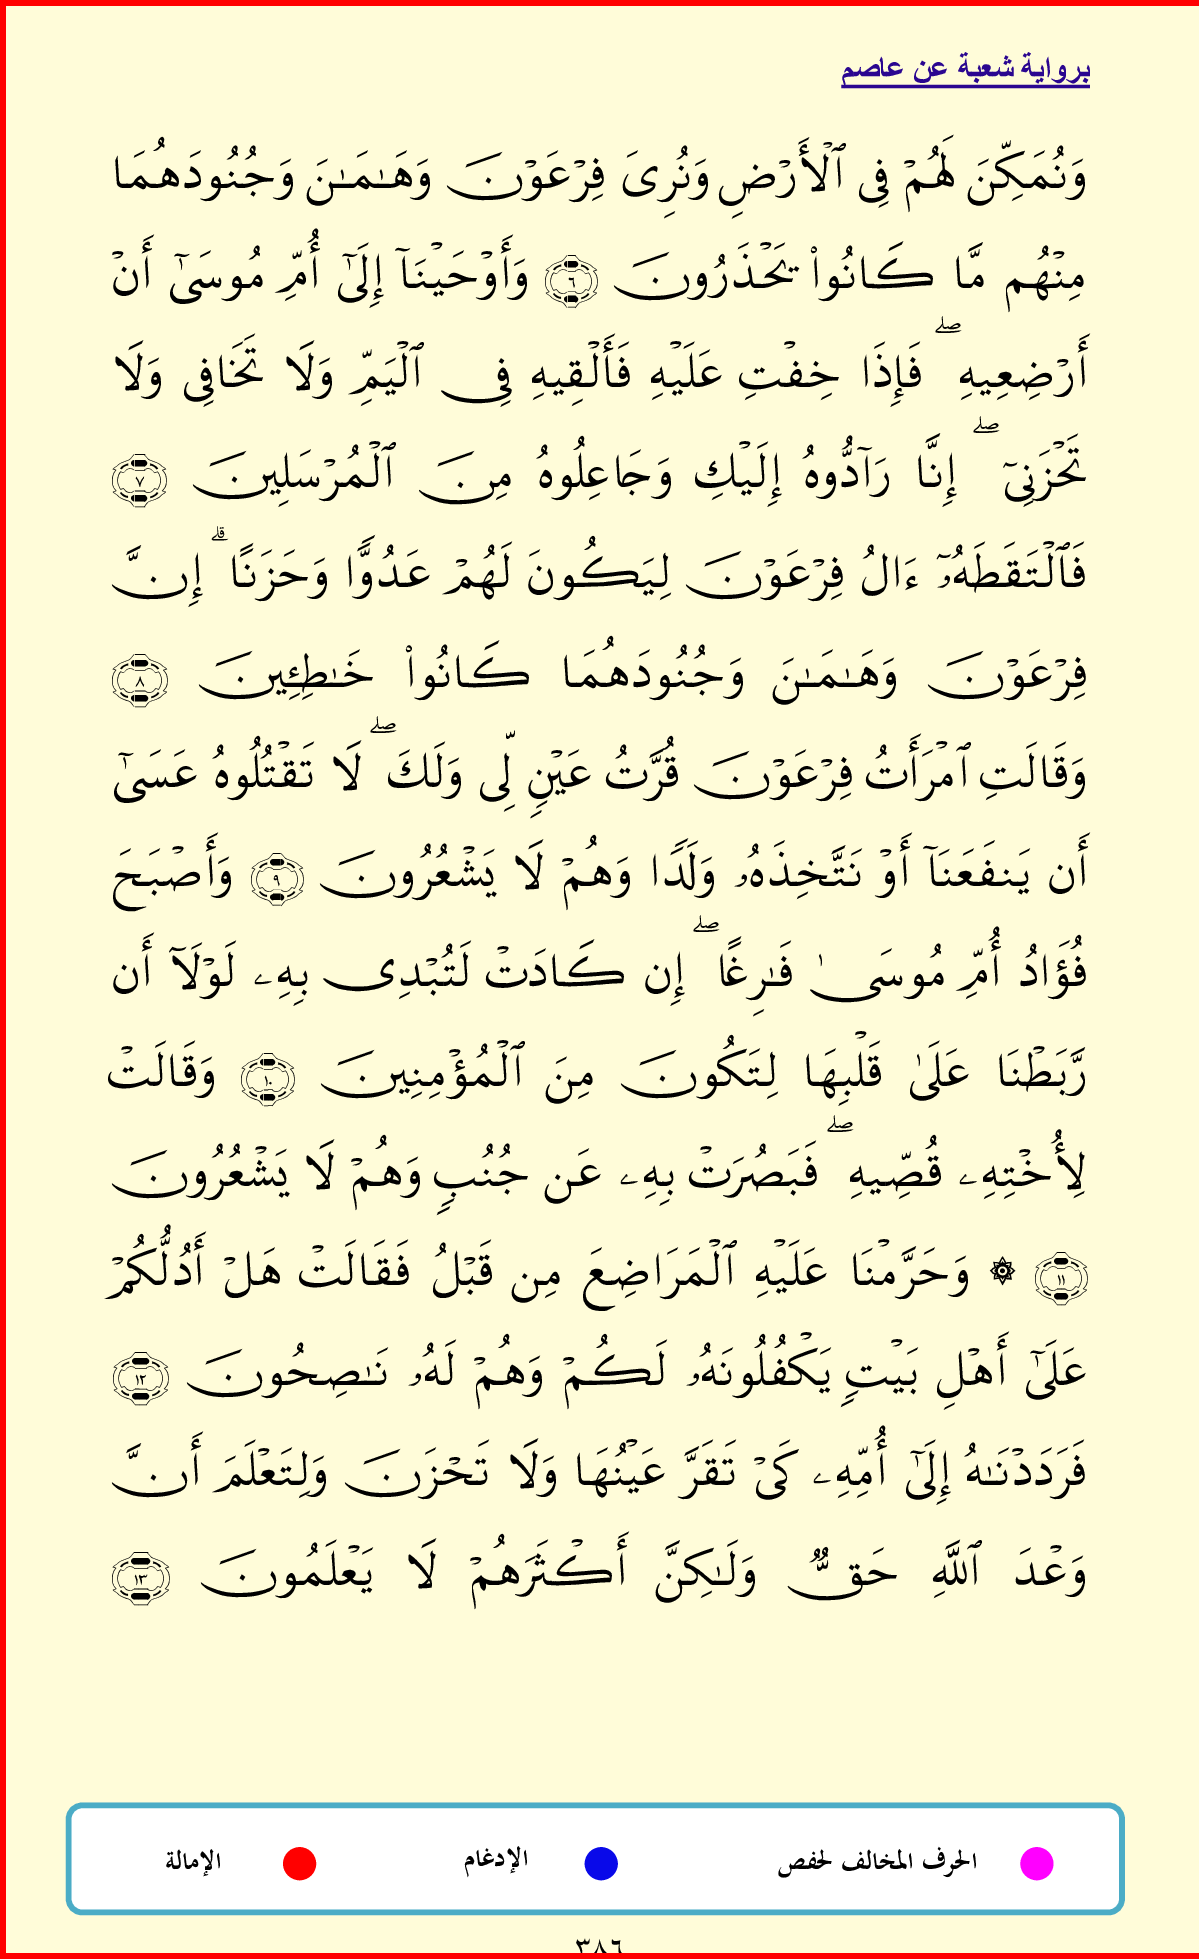 برواية شعبة عن عاصم
وَنُمَكِّنَ لَهُمۡ فِي ٱلۡأَرۡضِ وَنُرِيَ فِرۡعَوۡنَ وَهَٰمَٰنَ وَجُنُودَهُمَا
مِنۡهُم مَّا كَانُواْ يَحۡذَرُونَ ٦ وَأَوۡحَيۡنَآ إِلَىٰٓ أُمِّ مُوسَىٰٓ أَنۡ
أَرۡضِعِيهِۖ فَإِذَا خِفۡتِ عَلَيۡهِ فَأَلۡقِيهِ فِي ٱلۡيَمِّ وَلَا تَخَافِي وَلَا
تَحۡزَنِيٓۖ إِنَّا رَآدُّوهُ إِلَيۡكِ وَجَاعِلُوهُ مِنَ ٱلۡمُرۡسَلِينَ ٧
فَٱلۡتَقَطَهُۥٓ ءَالُ فِرۡعَوۡنَ لِيَكُونَ لَهُمۡ عَدُوّٗا وَحَزَنًاۗ إِنَّ
فِرۡعَوۡنَ وَهَٰمَٰنَ وَجُنُودَهُمَا كَانُواْ خَٰطِـِٔينَ ٨
وَقَالَتِ ٱمۡرَأَتُ فِرۡعَوۡنَ قُرَّتُ عَيۡنٖ لِّي وَلَكَۖ لَا تَقۡتُلُوهُ عَسَىٰٓ
أَن يَنفَعَنَآ أَوۡ نَتَّخِذَهُۥ وَلَدٗا وَهُمۡ لَا يَشۡعُرُونَ ٩ وَأَصۡبَحَ
فُؤَادُ أُمِّ مُوسَىٰ فَٰرِغًاۖ إِن كَادَتۡ لَتُبۡدِي بِهِۦ لَوۡلَآ أَن
رَّبَطۡنَا عَلَىٰ قَلۡبِهَا لِتَكُونَ مِنَ ٱلۡمُؤۡمِنِينَ ١٠ وَقَالَتۡ
لِأُخۡتِهِۦ قُصِّيهِۖ فَبَصُرَتۡ بِهِۦ عَن جُنُبٖ وَهُمۡ لَا يَشۡعُرُونَ
١١ ۞ وَحَرَّمۡنَا عَلَيۡهِ ٱلۡمَرَاضِعَ مِن قَبۡلُ فَقَالَتۡ هَلۡ أَدُلُّكُمۡ
عَلَىٰٓ أَهۡلِ بَيۡتٖ يَكۡفُلُونَهُۥ لَكُمۡ وَهُمۡ لَهُۥ نَٰصِحُونَ ١٢
فَرَدَدۡنَٰهُ إِلَىٰٓ أُمِّهِۦ كَيۡ تَقَرَّ عَيۡنُهَا وَلَا تَحۡزَنَ وَلِتَعۡلَمَ أَنَّ
وَعۡدَ ٱللَّهِ حَقّٞ وَلَٰكِنَّ أَكۡثَرَهُمۡ لَا يَعۡلَمُونَ ١٣
الحرف المخالف لحفص الإدغام الإمالة
٣٨٦